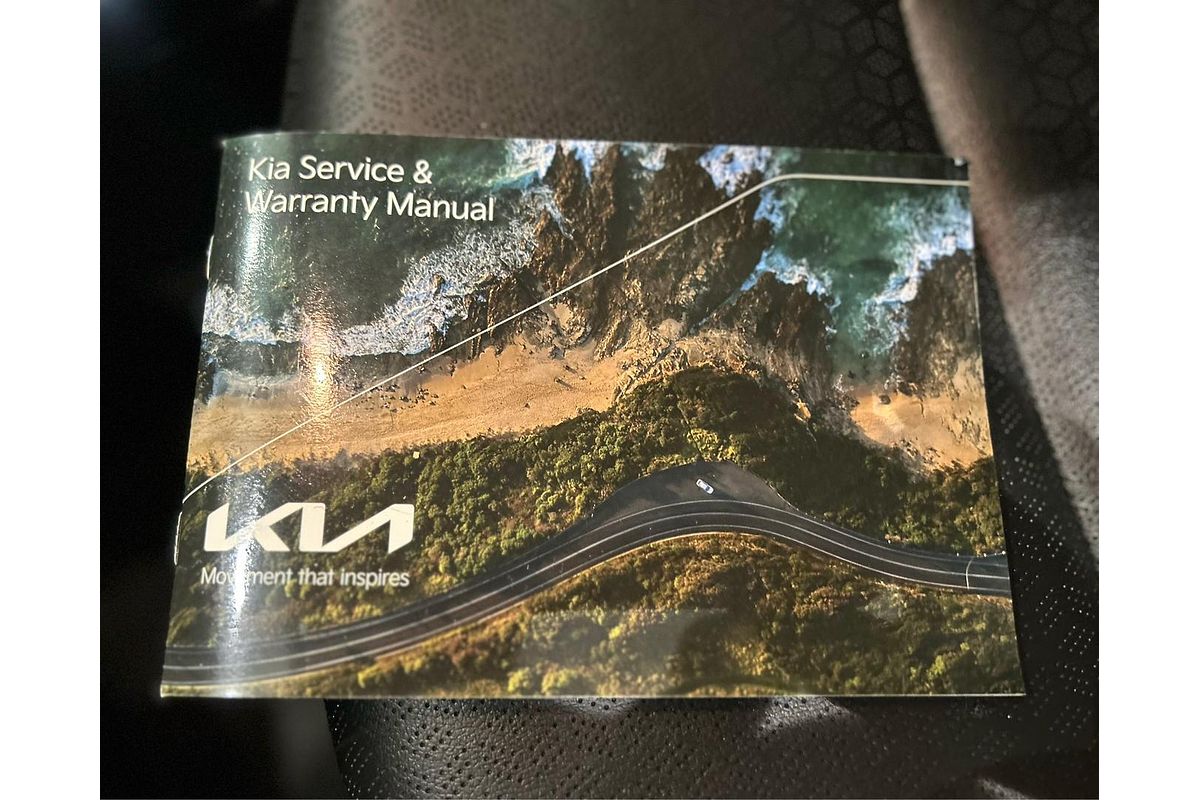 Kia Service &
Warranty Manual
KIA
Movement that inspires